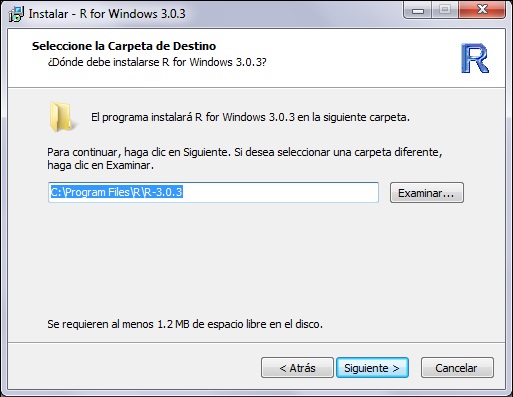 Instalar - R for Windows 3.0.3
Seleccione la Carpeta de Destino
¿Dónde debe instalarse R for Windows 3.0.3?
R
El programa instalará R for Windows 3.0.3 en la siguiente carpeta.
Para continuar, haga clic en Siguiente. Si desea seleccionar una carpeta diferente,
haga clic en Examinar.
C:\Program Files\R\R-3.0.3
Examinar...
Se requieren al menos 1.2 MB de espacio libre en el disco.
< Atrás
Siguiente >
Cancelar